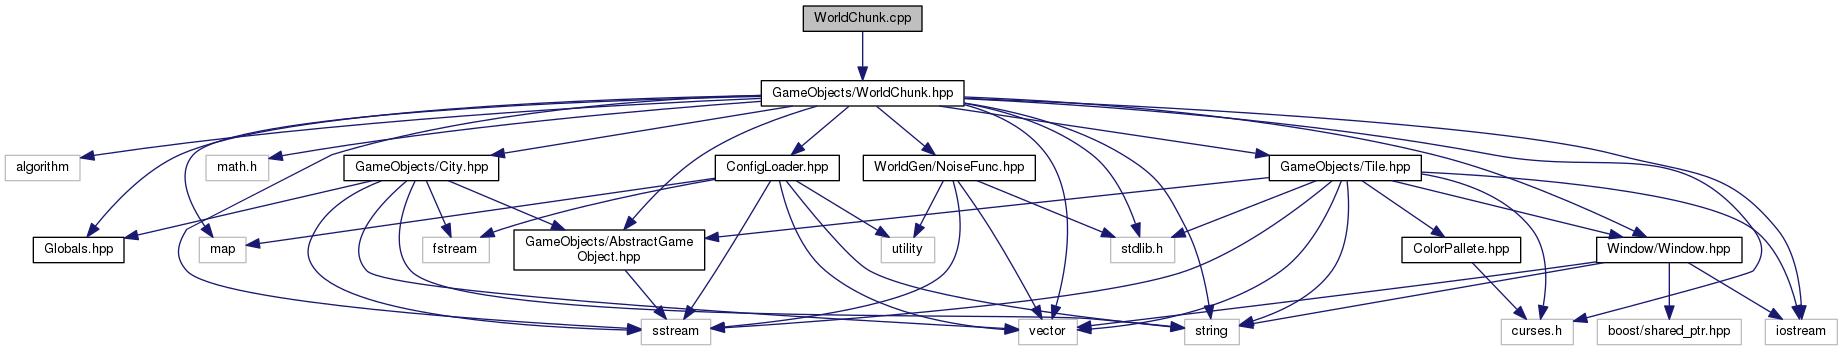 WorldChunk.cpp
GameObjects/WorldChunk.hpp
algorithm
math.h
GameObjects/City.hpp
ConfigLoader.hpp
WorldGen/NoiseFunc.hpp
GameObjects/Tile.hpp
Globals.hpp
map
fstream
GameObjects/AbstractGame
Object.hpp
utility
stdlib.h
ColorPallete.hpp
Window/Window.hpp
sstream
vector
string
curses.h
boost/shared_ptr.hpp
iostream